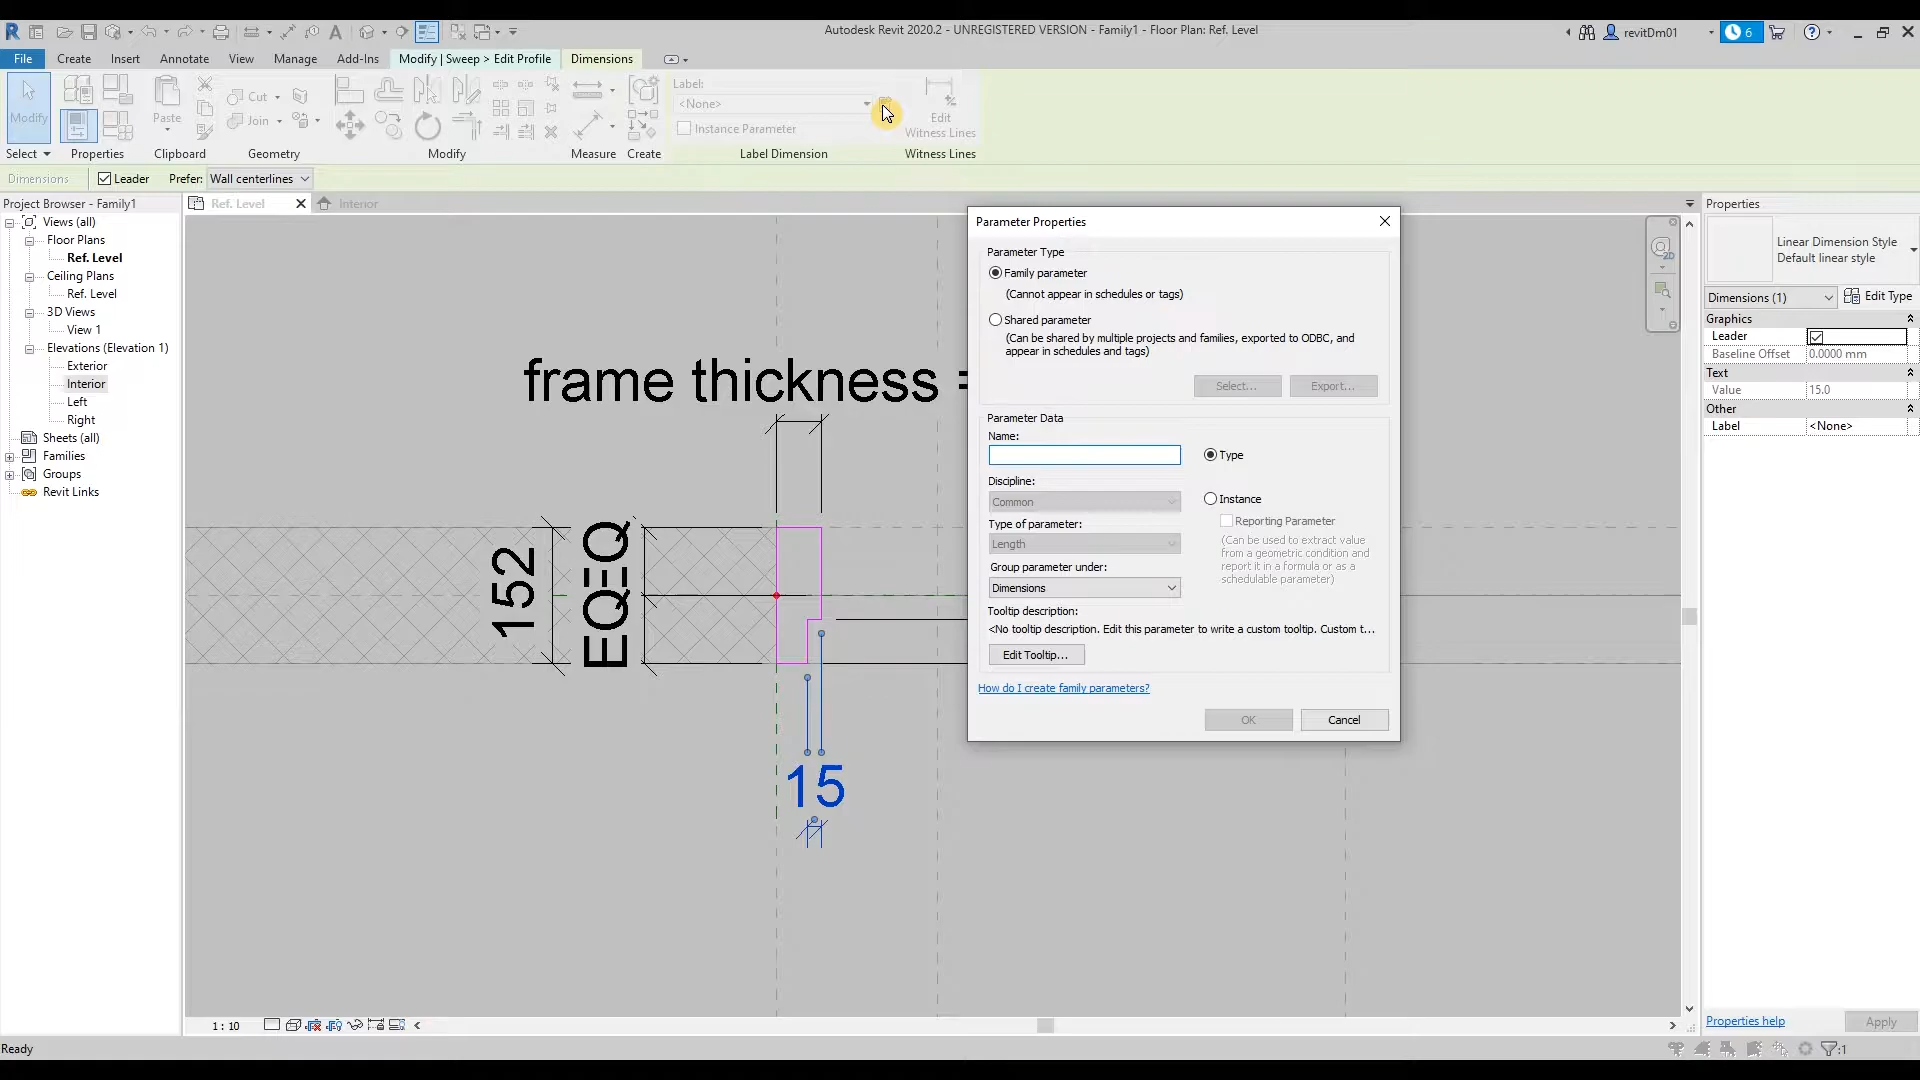 Autodesk Revit 2020.2 - UNREGISTERED VERSION - Family1 - Floor Plan: Ref. Level
revitDm01
6
File Create Insert Annotate View Manage Add-Ins Modify | Sweep > Edit Profile Dimensions
Modify
Paste
Cut
Join
Label:
<None>
Instance Parameter
Edit
Witness Lines
Select Properties Clipboard Geometry Modify Measure Create Label Dimension Witness Lines
Dimensions Leader Prefer: Wall centerlines
Project Browser - Family1
Views (all)
Floor Plans
Ref. Level
Ceiling Plans
Ref. Level
3D Views
View 1
Elevations (Elevation 1)
Exterior
Interior
Left
Right
Sheets (all)
Families
Groups
Revit Links
Ref. Level
Interior
frame thickness =
152
EQ
EQ
15
Parameter Properties
Parameter Type
Family parameter
(Cannot appear in schedules or tags)
Shared parameter
(Can be shared by multiple projects and families, exported to ODBC, and
appear in schedules and tags)
Select... Export...
Parameter Data
Name:
Type
Discipline:
Common
Instance
Reporting Parameter
(Can be used to extract value
from a geometric condition and
report it in a formula or as a
schedulable parameter)
Type of parameter:
Length
Group parameter under:
Dimensions
Tooltip description:
<No tooltip description. Edit this parameter to write a custom tooltip. Custom t...
Edit Tooltip...
How do I create family parameters?
OK Cancel
2D
Properties
Linear Dimension Style
Default linear style
Dimensions (1) Edit Type
Graphics
Leader
Baseline Offset 0.0000 mm
Text
Value 15.0
Other
Label <None>
Properties help Apply
1 : 10
Ready
:1